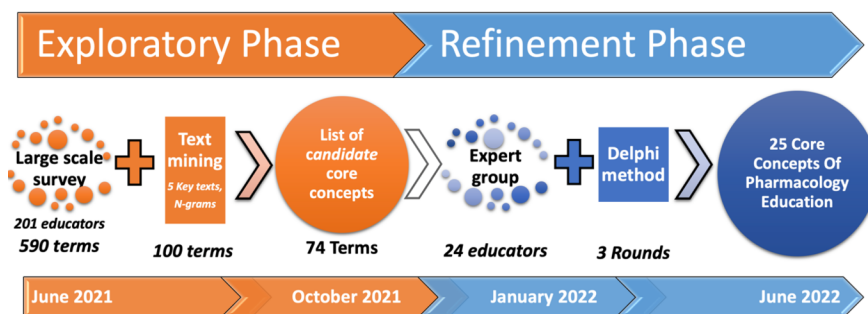 Exploratory Phase
Refinement Phase
Large scale
survey
201 educators
590 terms
Text
mining
5 Key texts,
N-grams
100 terms
List of
candidate
core
concepts
74 Terms
Expert
group
24 educators
Delphi
method
3 Rounds
25 Core
Concepts Of
Pharmacology
Education
June 2021
October 2021
January 2022
June 2022